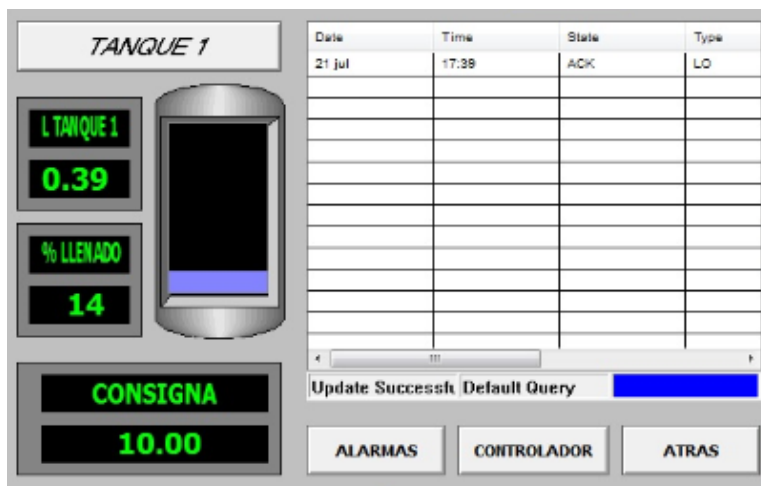 TANQUE 1
Date Time State Type
21 jul 17:39 ACK LO
L TANQUE 1
0.39
% LLENADO
14
CONSIGNA
10.00
Update Successfu Default Query
ALARMAS CONTROLADOR ATRAS